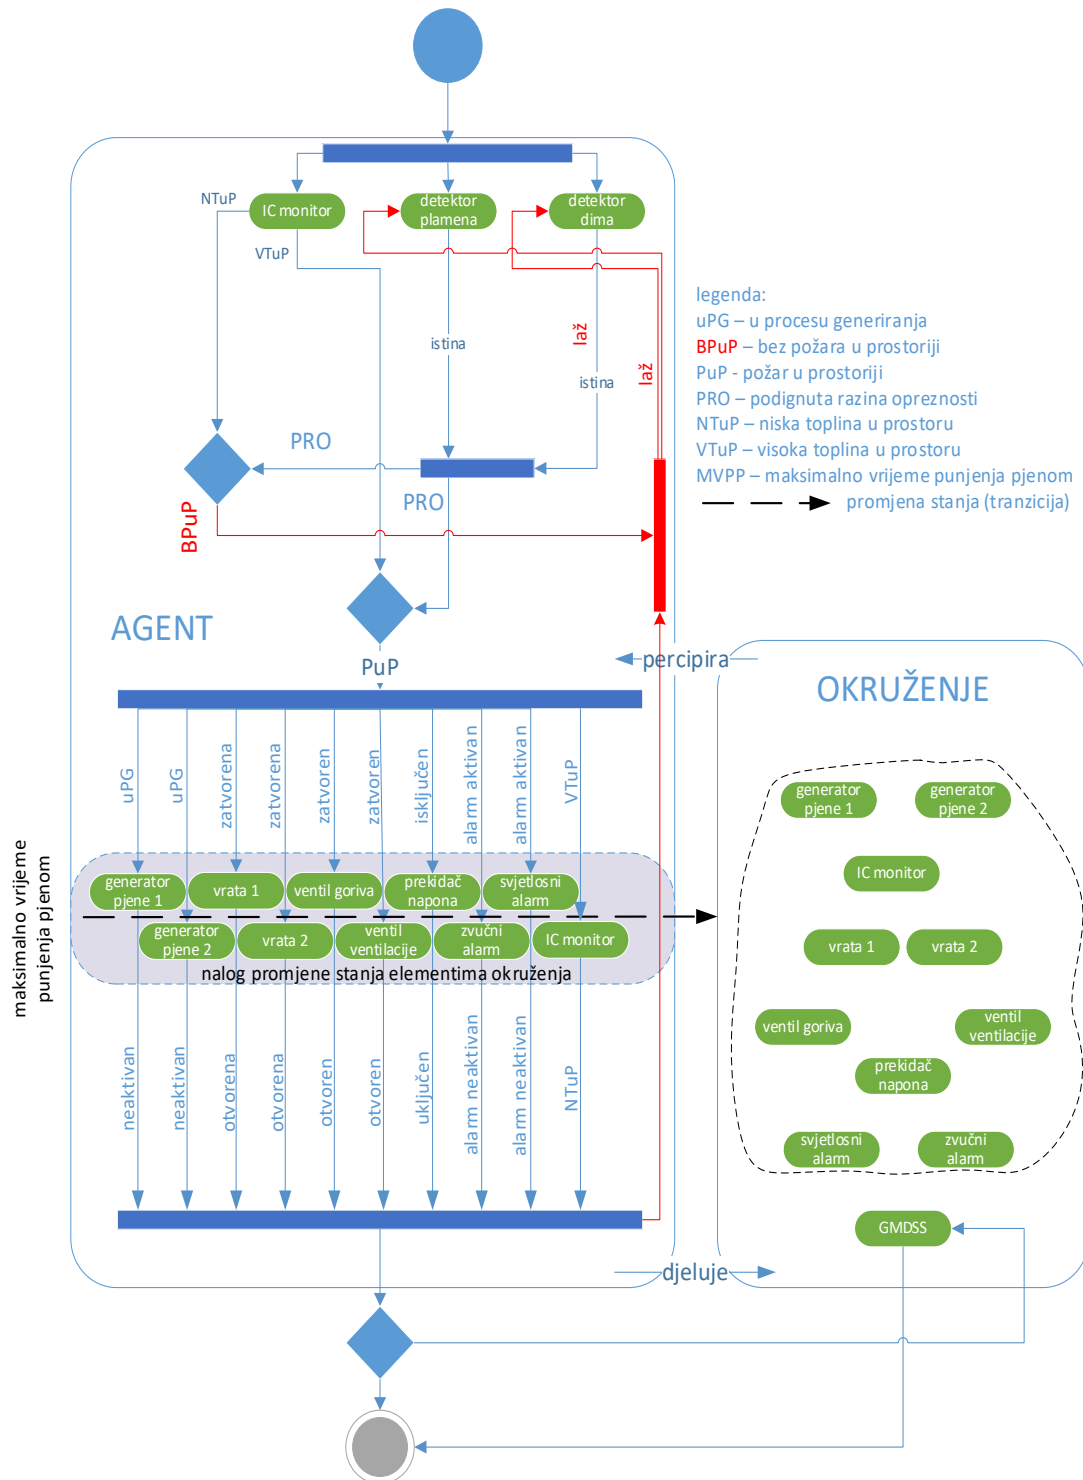 NTuP
IC monitor
detektor
plamena
detektor
dima
VTuP
istina
laž
istina
laž
PRO
PRO
BPuP
legenda:
uPG – u procesu generiranja
BPuP – bez požara u prostoriji
PuP - požar u prostoriji
PRO – podignuta razina opreznosti
NTuP – niska toplina u prostoru
VTuP – visoka toplina u prostoru
MVPP – maksimalno vrijeme punjenja pjenom
promjena stanja (tranzicija)
AGENT
PuP
percipira
OKRUŽENJE
uPG
uPG
zatvorena
zatvorena
zatvoren
zatvoren
isključen
alarm aktivan
alarm aktivan
VTuP
maksimalno vrijeme
punjenja pjenom
generator
pjene 1
vrata 1
ventil goriva
prekidač
napona
svjetlosni
alarm
generator
pjene 2
vrata 2
ventil
ventilacije
zvučni
alarm
IC monitor
nalog promjene stanja elementima okruženja
neaktivan
neaktivan
otvorena
otvorena
otvoren
otvoren
uključen
alarm neaktivan
alarm neaktivan
NTuP
generator
pjene 1
generator
pjene 2
IC monitor
vrata 1
vrata 2
ventil goriva
ventil
ventilacije
prekidač
napona
svjetlosni
alarm
zvučni
alarm
GMDSS
djeluje